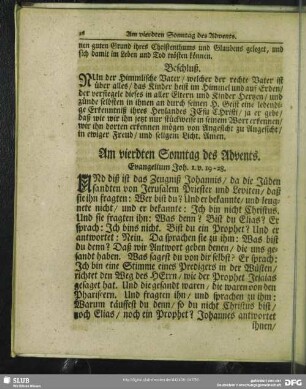 28 Am vierdten Sonntag des Advents.
nen guten Grund ihres Christenthums und Glaubens geleget, und
sich damit im Leben und Tod trösten können.
Beschluß.
NUn der Himmlische Vater / welcher der rechte Vater ist
über alles / das Kinder heist im Himmel und auf Erden /
der versiegele dieses in aller Eltern und Kinder Hertzen / und
zünde selbsten in ihnen an durch seinen H. Geist eine lebendi-
ge Erkenntniß ihres Heylandes JEsu Christi / ja er gebe /
daß wie wir ihn jetzt nur stückweise in seinem Wort erkennen /
wir ihn dorten erkennen mögen von Angesicht zu Angesicht /
in ewiger Freud / und seligem Licht. Amen.
Am vierdten Sonntag des Advents.
Evangelium Joh. 1. v. 19-28.
UND diß ist das Zeugniß Johannis / da die Jüden
sandten von Jerusalem Priester und Leviten / daß
sie ihn fragten: Wer bist du? Und er bekannte / und leug-
nete nicht / und er bekannte: Ich bin nicht Christus.
Und sie fragten ihn: Was denn? Bist du Elias? Er
sprach: Ich bins nicht. Bist du ein Prophet? Und er
antwortet: Nein. Da sprachen sie zu ihm: Was bist
du denn? Daß wir Antwort geben denen / die uns ge-
sandt haben. Was sagest du von dir selbst? Er sprach:
Ich bin eine Stimme eines Predigers in der Wüsten /
richtet den Weg des HErrn / wie der Prophet Jesaias
gesaget hat. Und die gesandt waren / die waren von den
Phariseern. Und fragten ihn / und sprachen zu ihm:
Warum täuffest du denn / so du nicht Christus bist /
noch Elias / noch ein Prophet? Johannes antwortet
ihnen /
SLUB
DFG